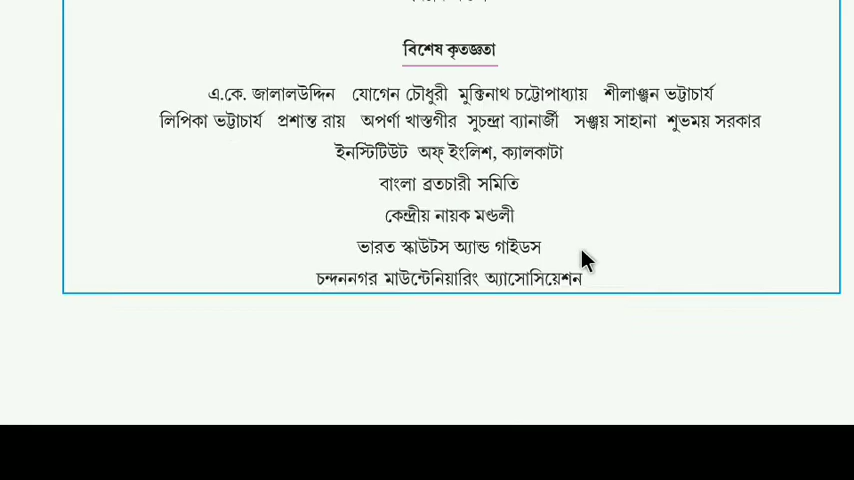 বিশেষ কৃতজ্ঞতা
এ.কে. জালালউদ্দিন যোগেন চৌধুরী মুক্তিনাথ চট্টোপাধ্যায় শীলাঞ্জন ভট্টাচার্য
লিপিকা ভট্টাচার্য প্রশান্ত রায় অপর্ণা খাস্তগীর সুচন্দ্রা ব্যানার্জী সঞ্জয় সাহানা শুভময় সরকার
ইনস্টিটিউট অফ্ ইংলিশ, ক্যালকাটা
বাংলা ব্রতচারী সমিতি
কেন্দ্রীয় নায়ক মণ্ডলী
ভারত স্কাউটস অ্যান্ড গাইডস
চন্দননগর মাউন্টেনিয়ারিং অ্যাসোসিয়েশন